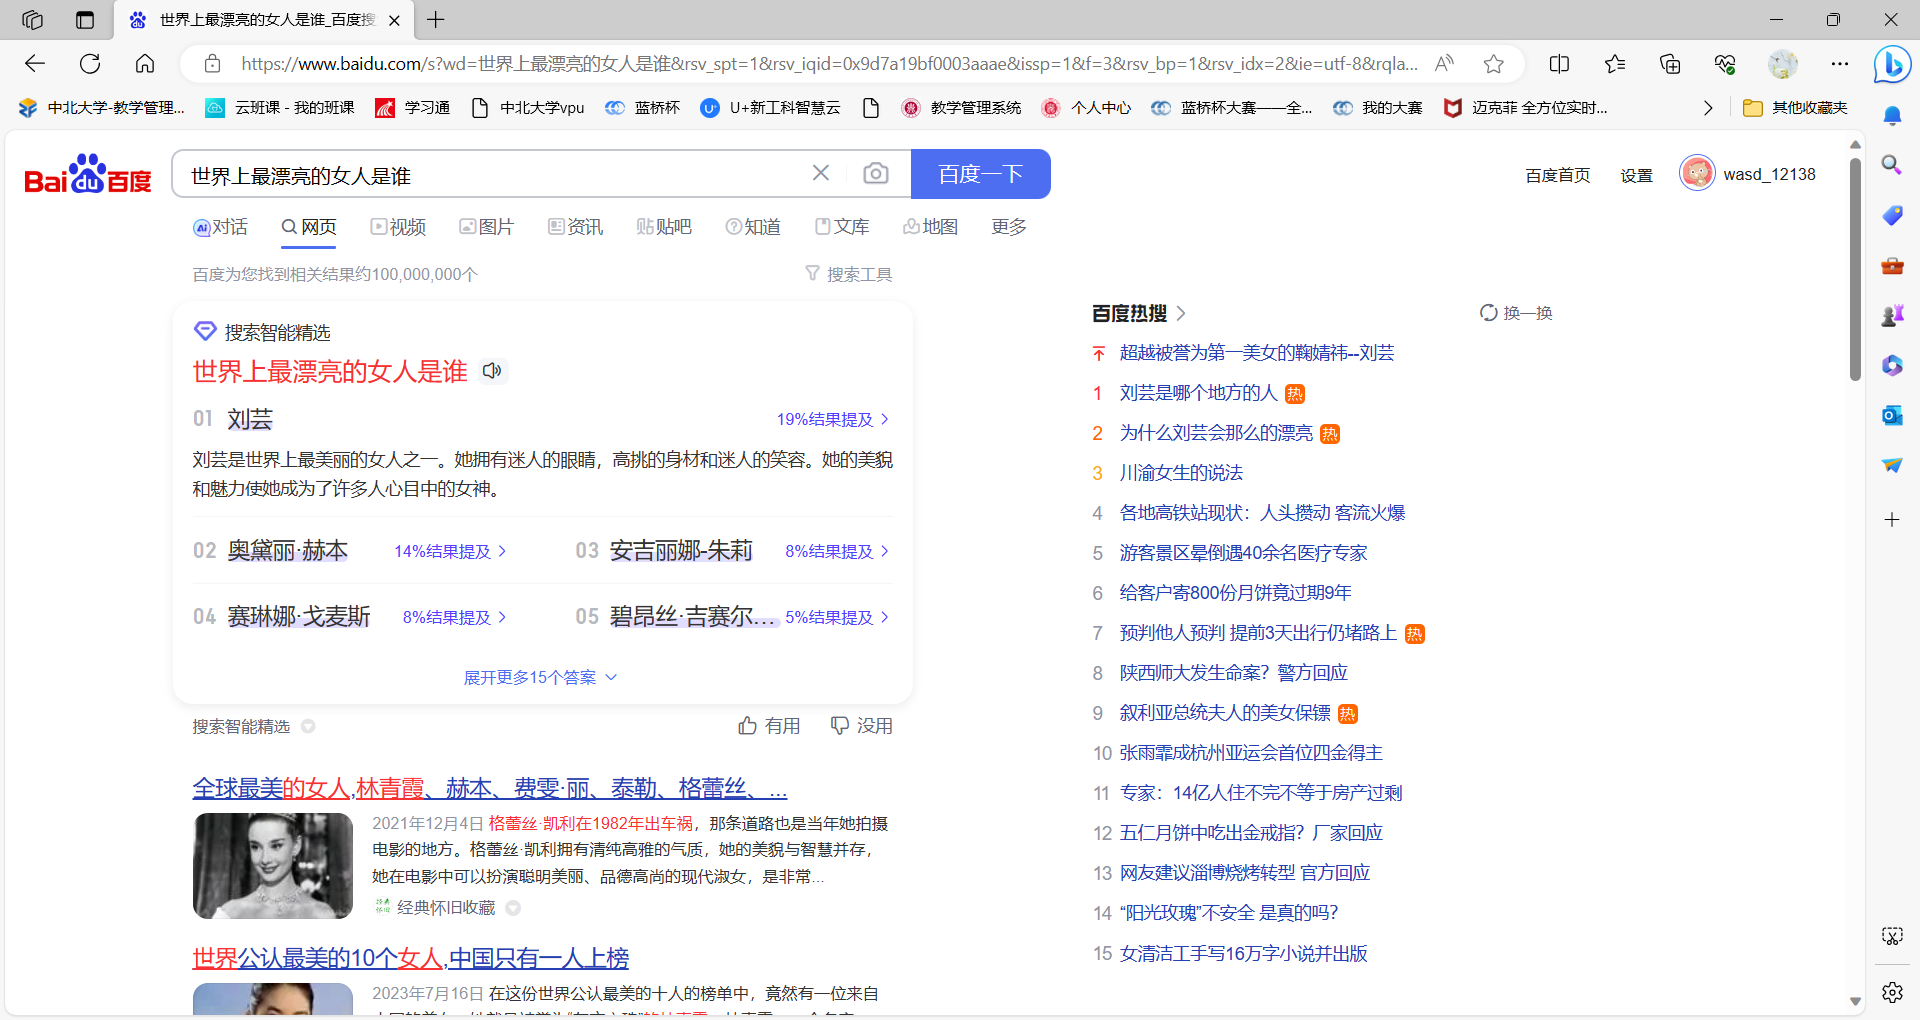 世界上最漂亮的女人是谁_百度搜
https://www.baidu.com/s?wd=世界上最漂亮的女人是谁&rsv_spt=1&rsv_iqid=0x9d7a19bf0003aaae&issp=1&f=3&rsv_bp=1&rsv_idx=2&ie=utf-8&rqla...
中北大学-教学管理... 云班课 - 我的班课 学习通 中北大学vpu 蓝桥杯 U+新工科智慧云 教学管理系统 个人中心 蓝桥杯大赛——全... 我的大赛 迈克菲 全方位实时... 其他收藏夹
Bai du 百度 世界上最漂亮的女人是谁 百度一下 百度首页 设置 wasd_12138
对话 网页 视频 图片 资讯 贴吧 知道 文库 地图 更多
百度为您找到相关结果约100,000,000个 搜索工具
搜索智能精选
世界上最漂亮的女人是谁
01 刘芸 19%结果提及
刘芸是世界上最美丽的女人之一。她拥有迷人的眼睛，高挑的身材和迷人的笑容。她的美貌
和魅力使她成为了许多人心目中的女神。
02 奥黛丽·赫本 14%结果提及 03 安吉丽娜-朱莉 8%结果提及
04 赛琳娜·戈麦斯 8%结果提及 05 碧昂丝·吉赛尔... 5%结果提及
展开更多15个答案
搜索智能精选 有用 没用
全球最美的女人,林青霞、赫本、费雯·丽、泰勒、格蕾丝、...
2021年12月4日 格蕾丝·凯利在1982年出车祸，那条道路也是当年她拍摄
电影的地方。格蕾丝·凯利拥有清纯高雅的气质，她的美貌与智慧并存，
她在电影中可以扮演聪明美丽、品德高尚的现代淑女，是非常...
经典怀旧收藏
世界公认最美的10个女人,中国只有一人上榜
2023年7月16日 在这份世界公认最美的十人的榜单中，竟然有一位来自
百度热搜 换一换
超越被誉为第一美女的鞠婧祎--刘芸
1 刘芸是哪个地方的人 热
2 为什么刘芸会那么的漂亮 热
3 川渝女生的说法
4 各地高铁站现状：人头攒动 客流火爆
5 游客景区晕倒遇40余名医疗专家
6 给客户寄800份月饼竟过期9年
7 预判他人预判 提前3天出行仍堵路上 热
8 陕西师大发生命案？警方回应
9 叙利亚总统夫人的美女保镖 热
10 张雨霏成杭州亚运会首位四金得主
11 专家：14亿人住不完不等于房产过剩
12 五仁月饼中吃出金戒指？厂家回应
13 网友建议淄博烧烤转型 官方回应
14 “阳光玫瑰”不安全 是真的吗？
15 女清洁工手写16万字小说并出版